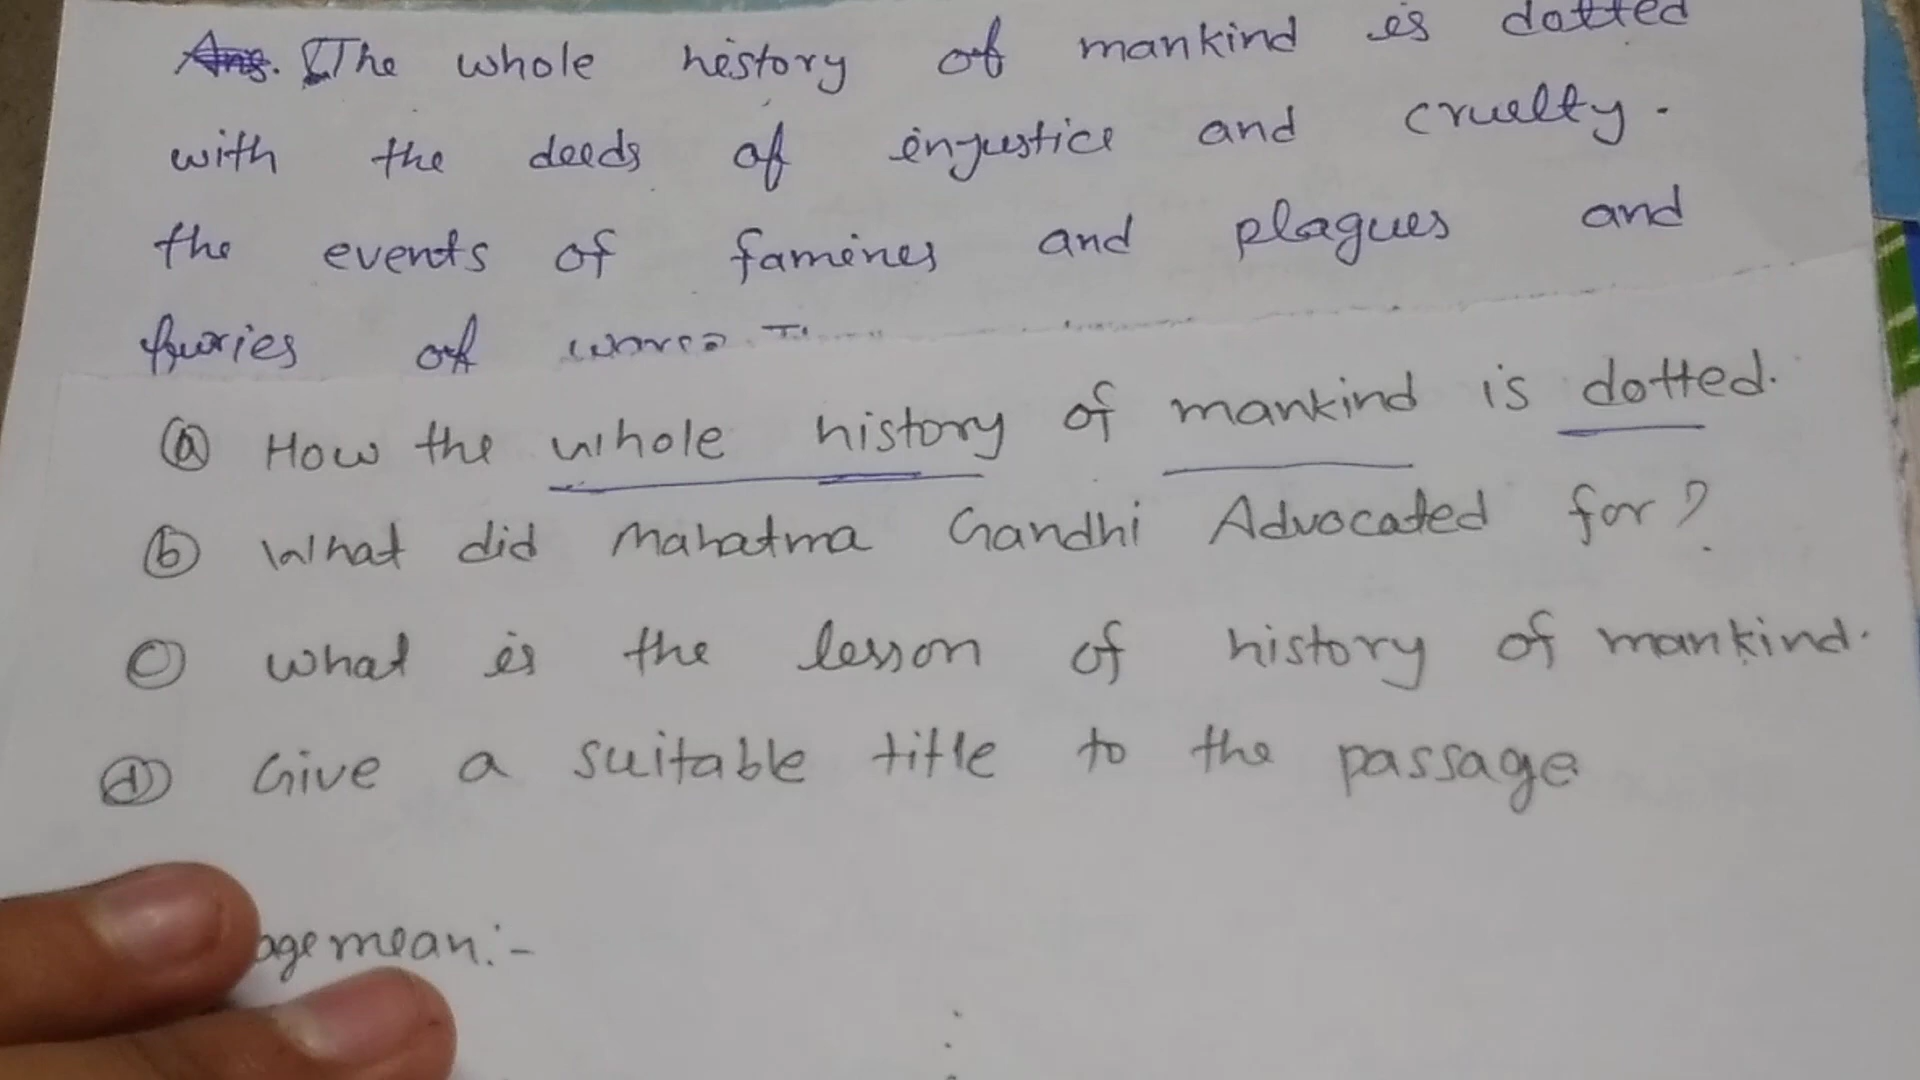 Ans. The whole history of mankind is dotted
with the deeds of injustice and cruelty.
the events of famines and plagues and
furies of
(a) How the whole history of mankind is dotted.
(b) What did Mahatma Gandhi Advocated for?
(c) what is the lesson of history of mankind.
(d) Give a suitable title to the passage
age mean:-